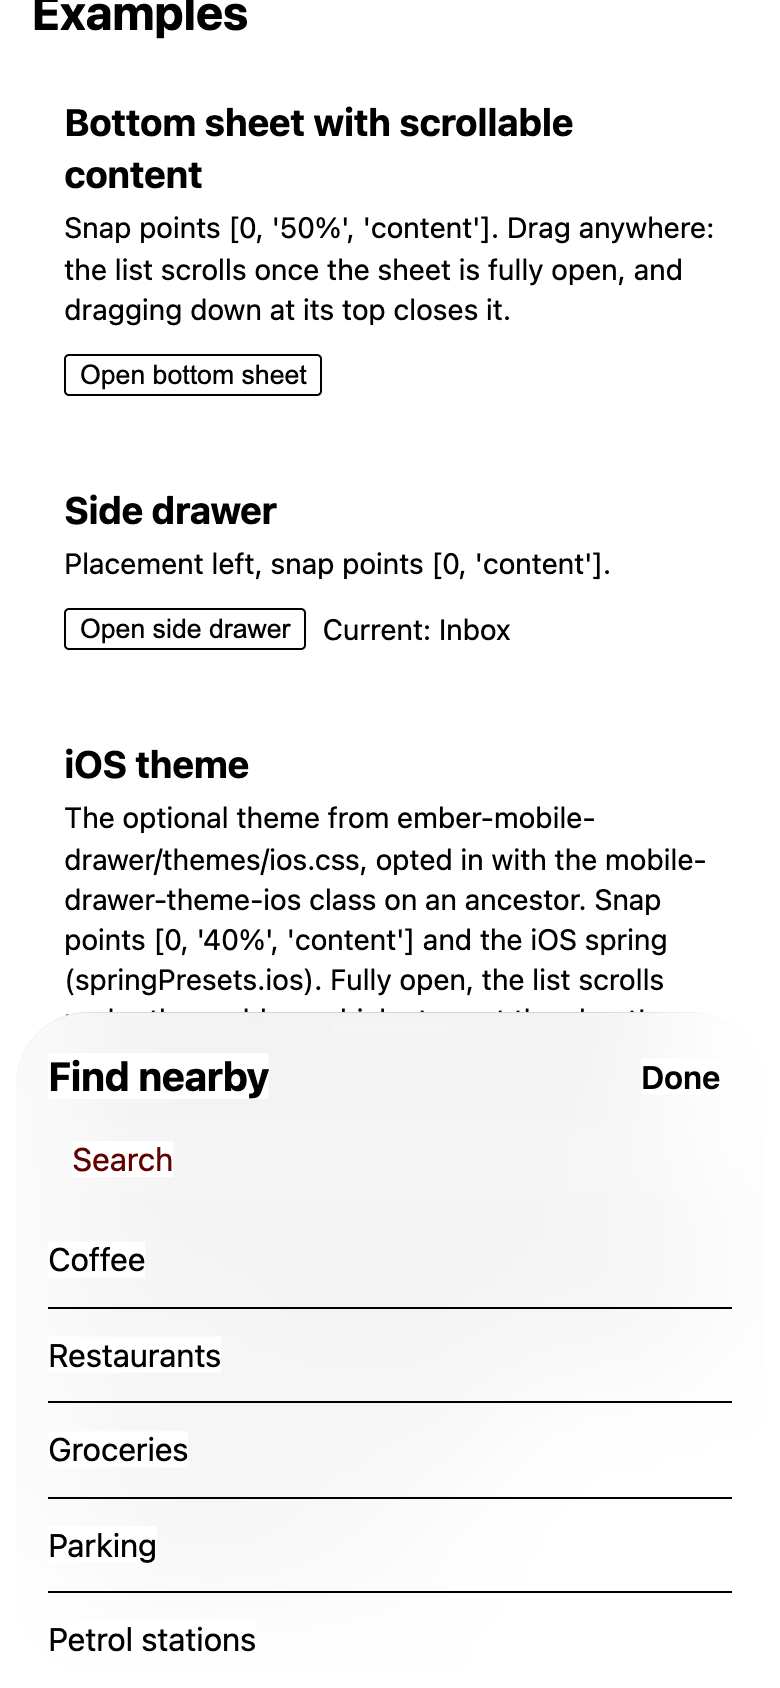 Examples
Bottom sheet with scrollable
content
Snap points [0, '50%', 'content']. Drag anywhere:
the list scrolls once the sheet is fully open, and
dragging down at its top closes it.
Open bottom sheet
Side drawer
Placement left, snap points [0, 'content'].
Open side drawer
Current: Inbox
iOS theme
The optional theme from ember-mobile-
drawer/themes/ios.css, opted in with the mobile-
drawer-theme-ios class on an ancestor. Snap
points [0, '40%', 'content'] and the iOS spring
(springPresets.ios). Fully open, the list scrolls
Find nearby
Done
Search
Coffee
Restaurants
Groceries
Parking
Petrol stations